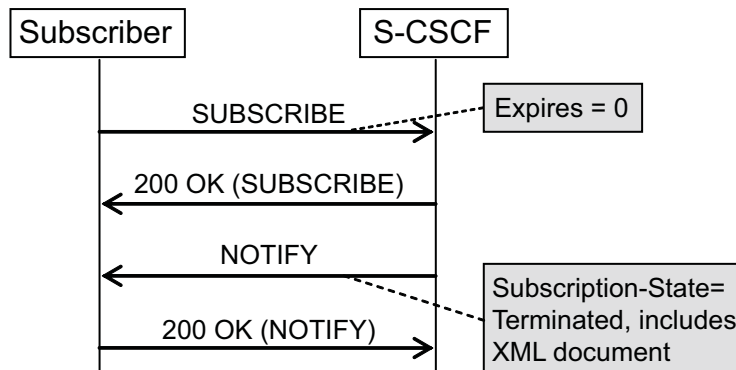 Subscriber
S-CSCF
SUBSCRIBE
Expires = 0
200 OK (SUBSCRIBE)
NOTIFY
Subscription-State=
Terminated, includes
XML document
200 OK (NOTIFY)